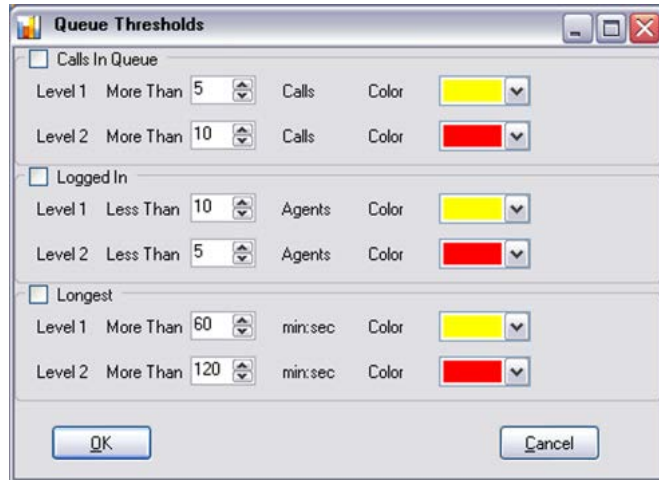 Queue Thresholds
Calls In Queue
Level 1 More Than 5 Calls Color
Level 2 More Than 10 Calls Color
Logged In
Level 1 Less Than 10 Agents Color
Level 2 Less Than 5 Agents Color
Longest
Level 1 More Than 60 min:sec Color
Level 2 More Than 120 min:sec Color
OK Cancel